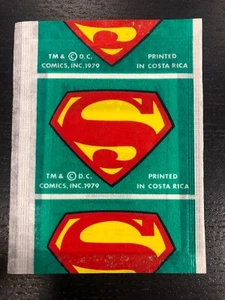 TM & © D.C. PRINTED
COMICS, INC. 1979 IN COSTA RICA
S
TM & © D.C. PRINTED
COMICS, INC. 1979 IN COSTA RICA
S